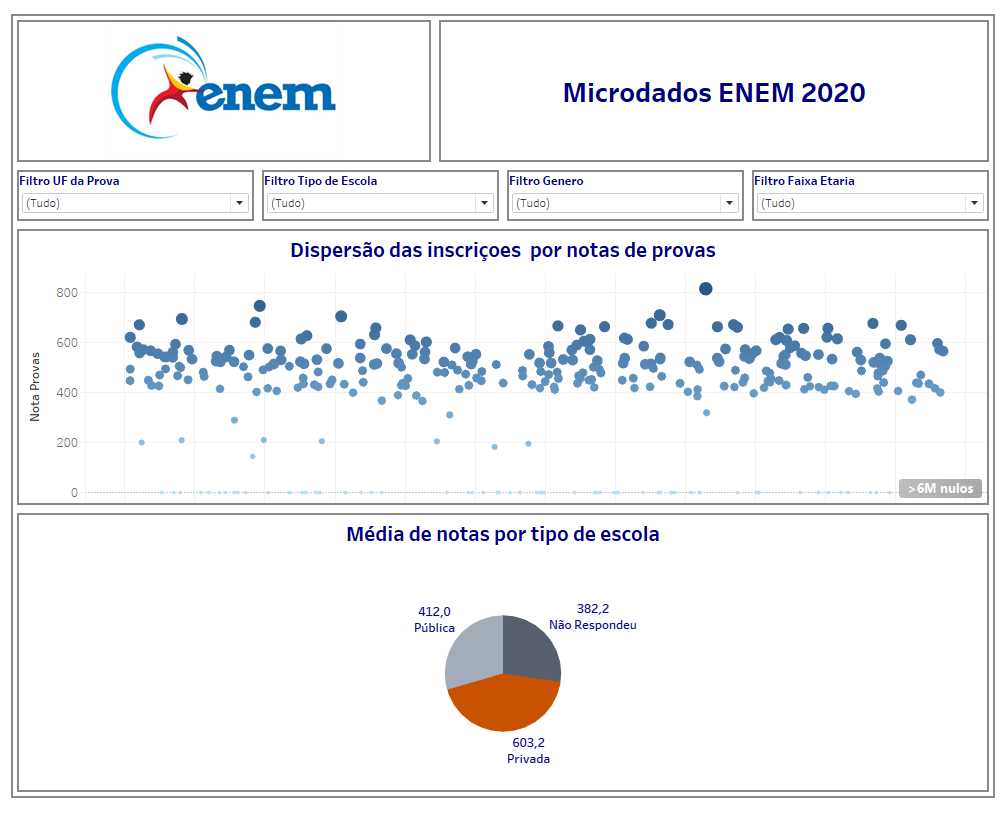 enem
Microdados ENEM 2020
Filtro UF da Prova
Filtro Tipo de Escola
Filtro Genero
Filtro Faixa Etaria
(Tudo)
(Tudo)
(Tudo)
(Tudo)
Dispersão das inscriçoes  por notas de provas
Nota Provas
800
600
400
200
0
>6M nulos
Média de notas por tipo de escola
412,0
Pública
382,2
Não Respondeu
603,2
Privada